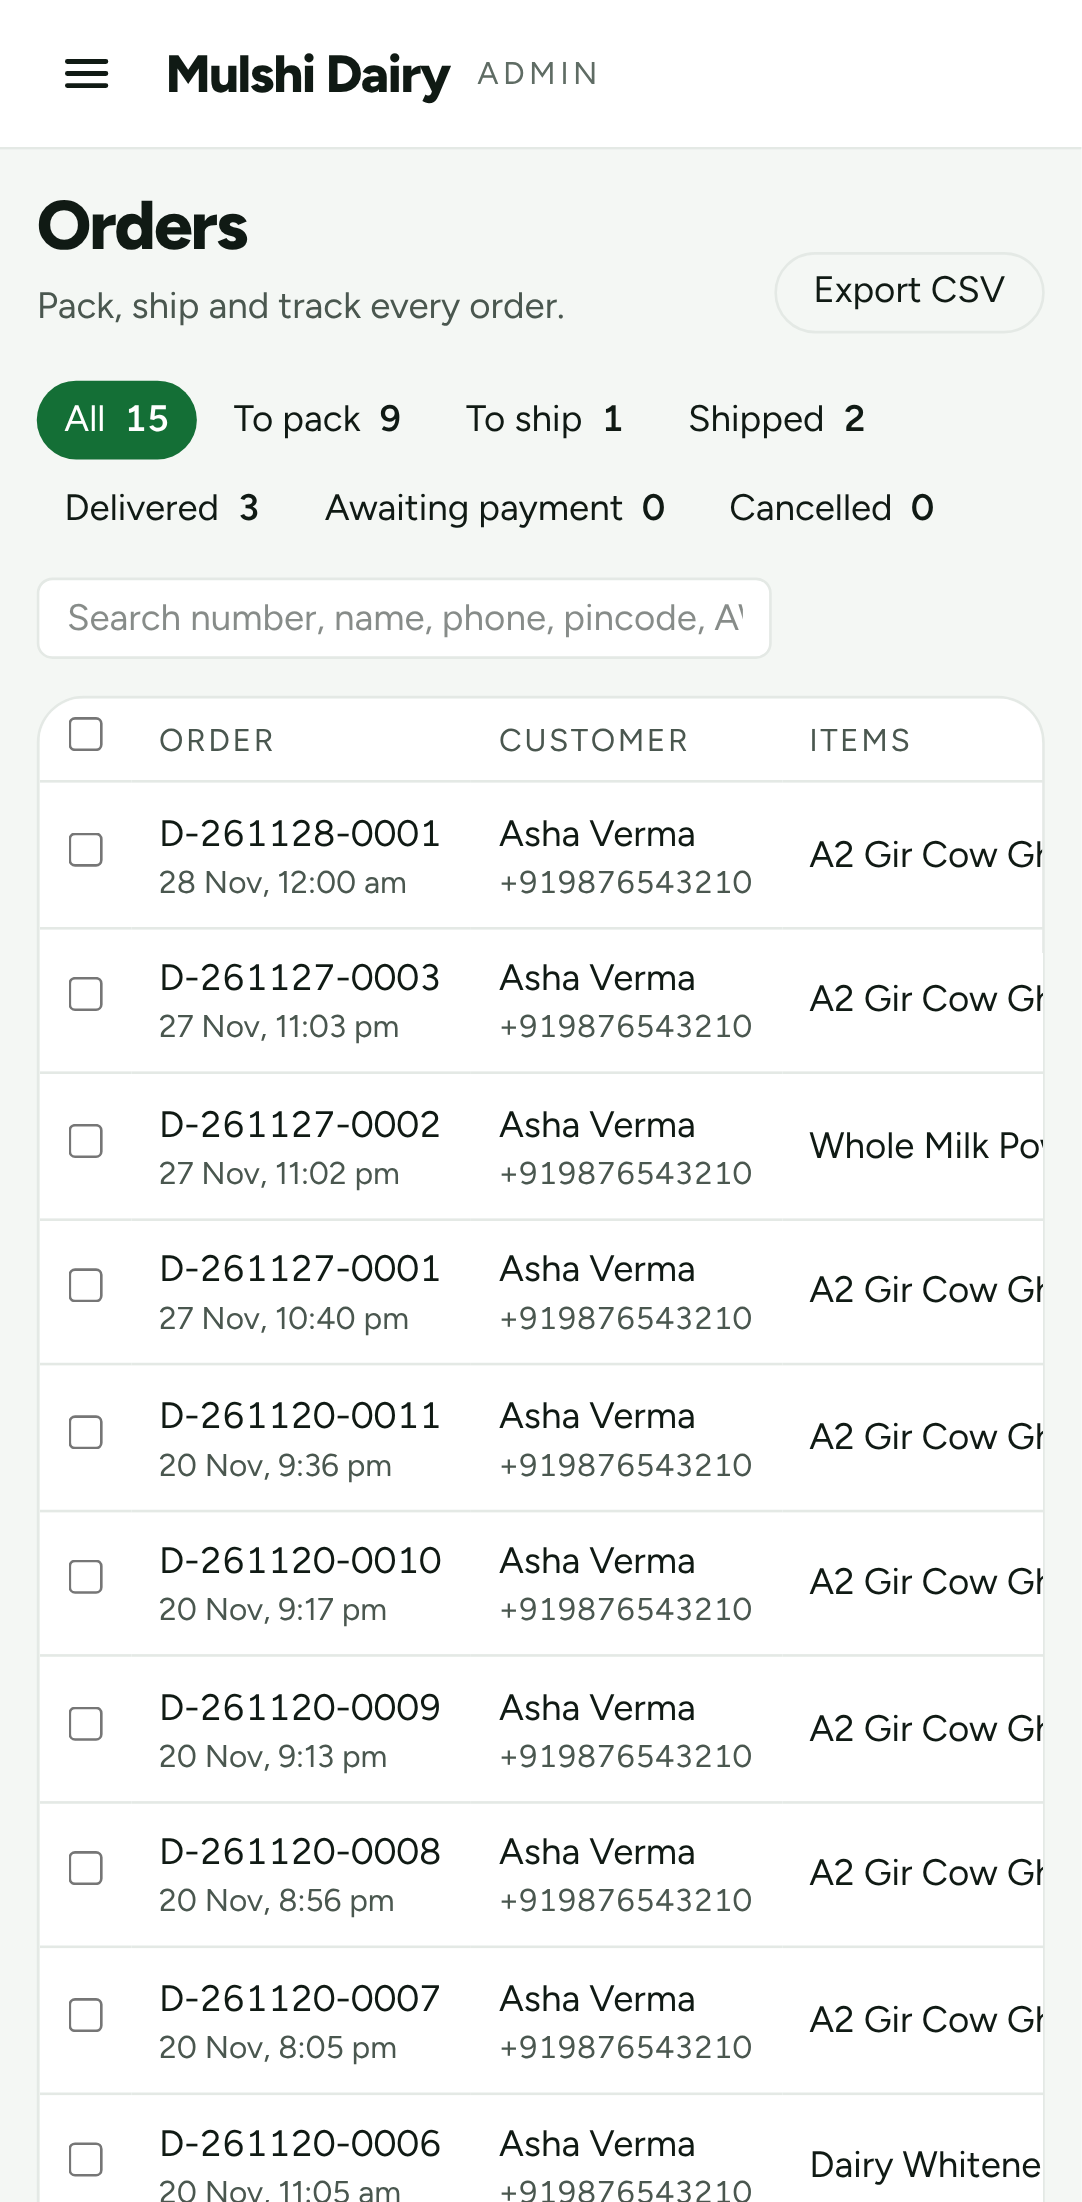 Mulshi Dairy ADMIN
Orders
Pack, ship and track every order.
Export CSV
All 15 To pack 9 To ship 1 Shipped 2
Delivered 3 Awaiting payment 0 Cancelled 0
Search number, name, phone, pincode,
ORDER CUSTOMER ITEMS
D-261128-0001 Asha Verma A2 Gir Cow
28 Nov, 12:00 am +919876543210
D-261127-0003 Asha Verma A2 Gir Cow
27 Nov, 11:03 pm +919876543210
D-261127-0002 Asha Verma Whole Milk
27 Nov, 11:02 pm +919876543210
D-261127-0001 Asha Verma A2 Gir Cow
27 Nov, 10:40 pm +919876543210
D-261120-0011 Asha Verma A2 Gir Cow
20 Nov, 9:36 pm +919876543210
D-261120-0010 Asha Verma A2 Gir Cow
20 Nov, 9:17 pm +919876543210
D-261120-0009 Asha Verma A2 Gir Cow
20 Nov, 9:13 pm +919876543210
D-261120-0008 Asha Verma A2 Gir Cow
20 Nov, 8:56 pm +919876543210
D-261120-0007 Asha Verma A2 Gir Cow
20 Nov, 8:05 pm +919876543210
D-261120-0006 Asha Verma Dairy Whitene
20 Nov, 11:05 am +919876543210